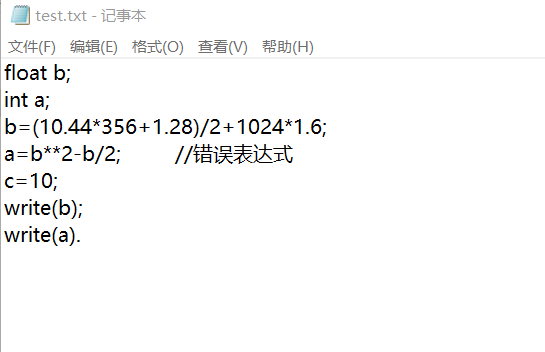 test.txt - 记事本
文件(F) 编辑(E) 格式(O) 查看(V) 帮助(H)
float b;
int a;
b=(10.44*356+1.28)/2+1024*1.6;
a=b**2-b/2; //错误表达式
c=10;
write(b);
write(a).